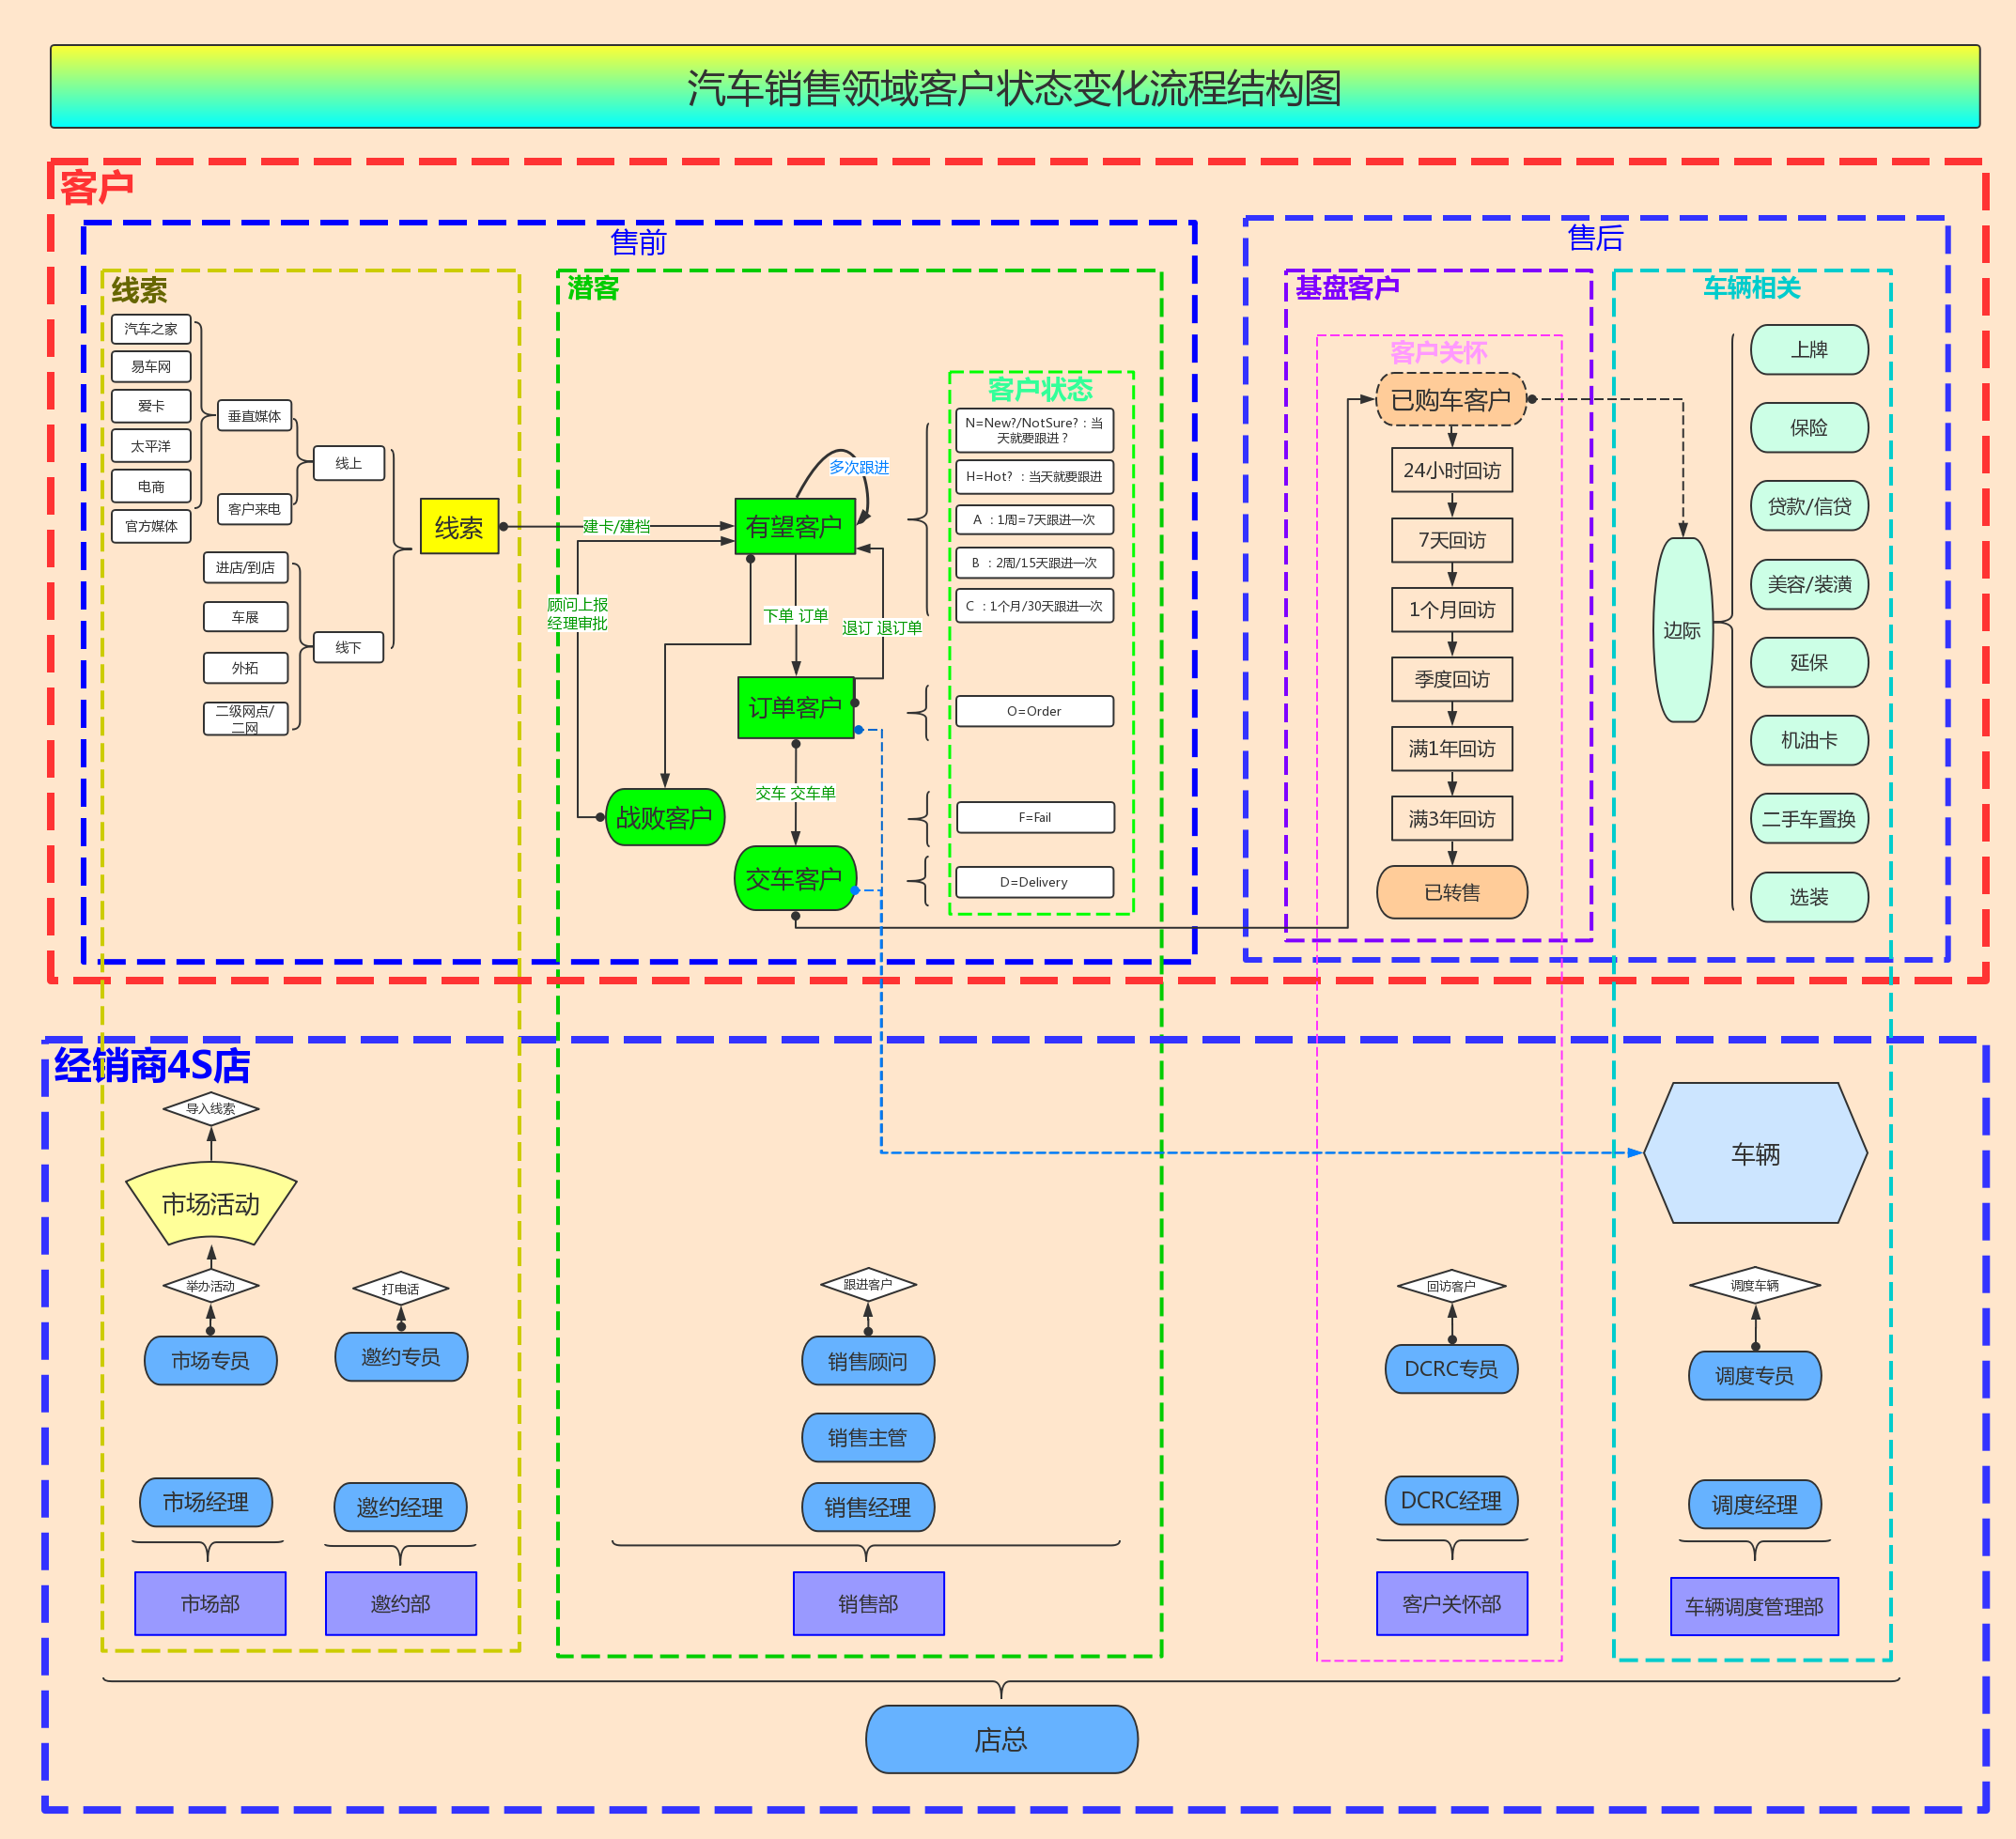 汽车销售领域客户状态变化流程结构图
客户
售前
线索
汽车之家
易车网
爱卡
太平洋
电商
官方媒体
垂直媒体
客户来电
线上
进店/到店
车展
外拓
二级网点/
二网
线下
线索
建卡/建档
潜客
多次跟进
有望客户
顾问上报
经理审批
下单 订单
退订 退订单
订单客户
交车 交车单
战败客户
交车客户
客户状态
N=New?/NotSure?：当
天就要跟进？
H=Hot? ：当天就要跟进
A ：1周=7天跟进一次
B ：2周/15天跟进一次
C ：1个月/30天跟进一次
O=Order
F=Fail
D=Delivery
售后
基盘客户
客户关怀
已购车客户
24小时回访
7天回访
1个月回访
季度回访
满1年回访
满3年回访
已转售
车辆相关
边际
上牌
保险
贷款/信贷
美容/装潢
延保
机油卡
二手车置换
选装
经销商4S店
导入线索
市场活动
举办活动
市场专员
市场经理
市场部
打电话
邀约专员
邀约经理
邀约部
跟进客户
销售顾问
销售主管
销售经理
销售部
回访客户
DCRC专员
DCRC经理
客户关怀部
车辆
调度车辆
调度专员
调度经理
车辆调度管理部
店总